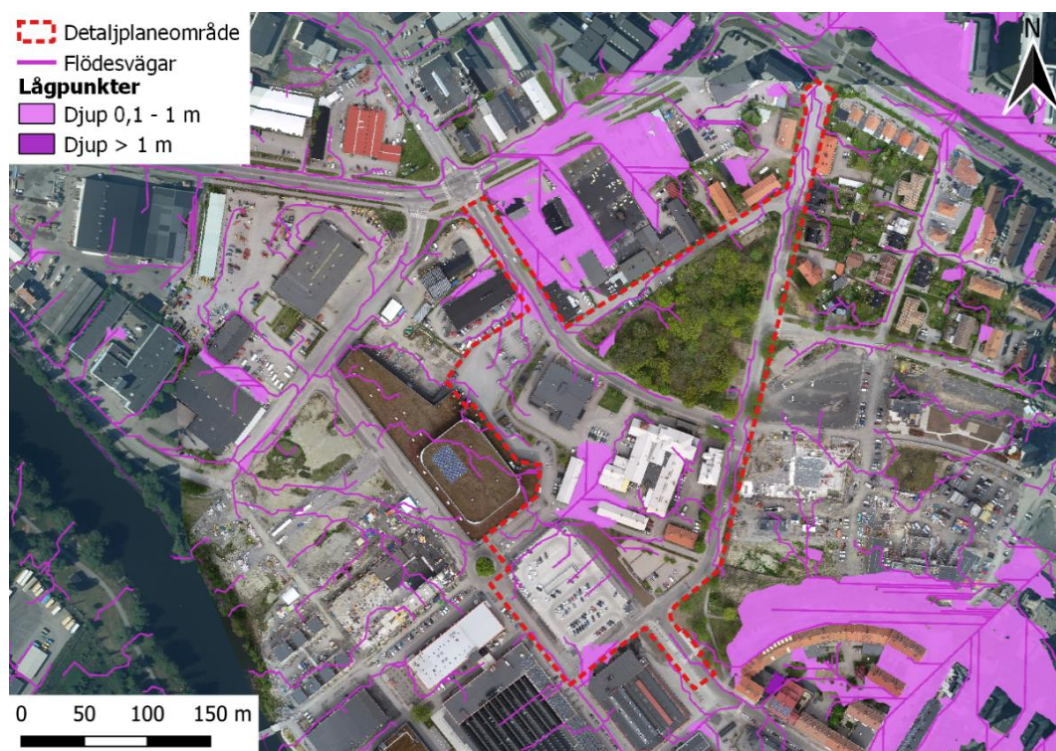 Detaljplaneområde
Flödesvägar
Lågpunkter
Djup 0,1 - 1 m
Djup > 1 m
N
0 50 100 150 m